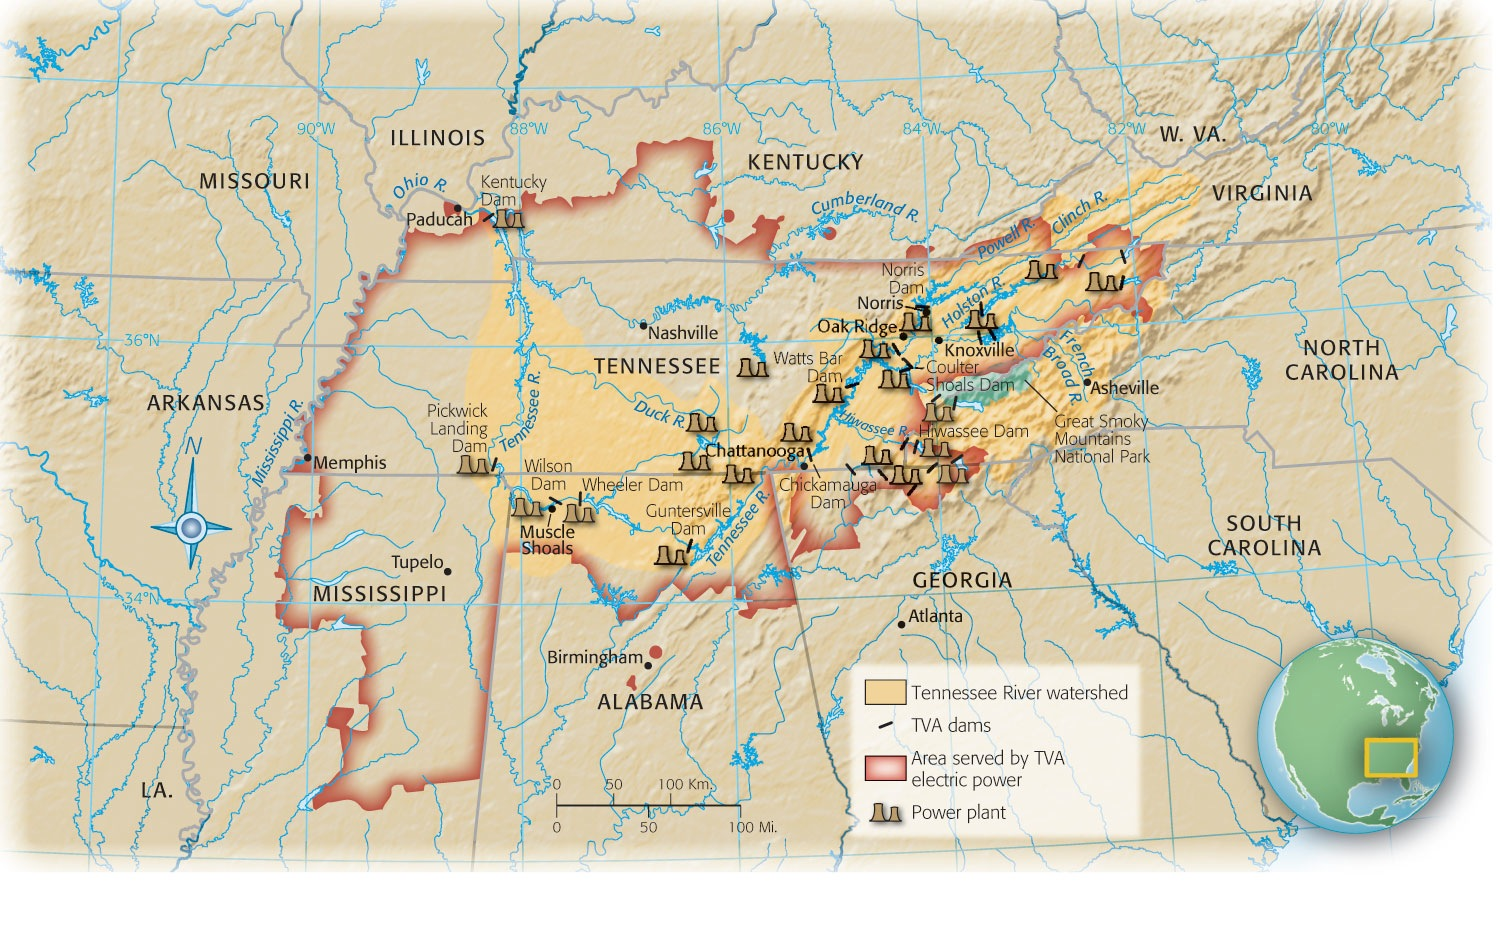 90°W
88°W
86°W
84°W
82°W
80°W
ILLINOIS
W. VA.
KENTUCKY
MISSOURI
VIRGINIA
Ohio R.
Kentucky
Dam
Paducah
Cumberland R.
Powell R.
Clinch R.
Norris
Dam
Norris
Holston R.
Oak Ridge
Knoxville
Nashville
36°N
TENNESSEE
Watts Bar
Dam
Coulter
Shoals Dam
French
Broad R.
Asheville
NORTH
CAROLINA
ARKANSAS
Mississippi R.
Pickwick
Landing
Dam
Tennessee R.
Duck R.
Hiwassee R.
Hiwassee Dam
Great Smoky
Mountains
National Park
N
Memphis
Chattanooga
Wilson
Dam
Wheeler Dam
Chickamauga
Dam
Guntersville
Dam
Tennessee R.
Muscle
Shoals
SOUTH
CAROLINA
Tupelo
MISSISSIPPI
34°N
GEORGIA
Atlanta
Birmingham
ALABAMA
LA.
0
50
100 Km.
0
50
100 Mi.
Tennessee River watershed
TVA dams
Area served by TVA
electric power
Power plant